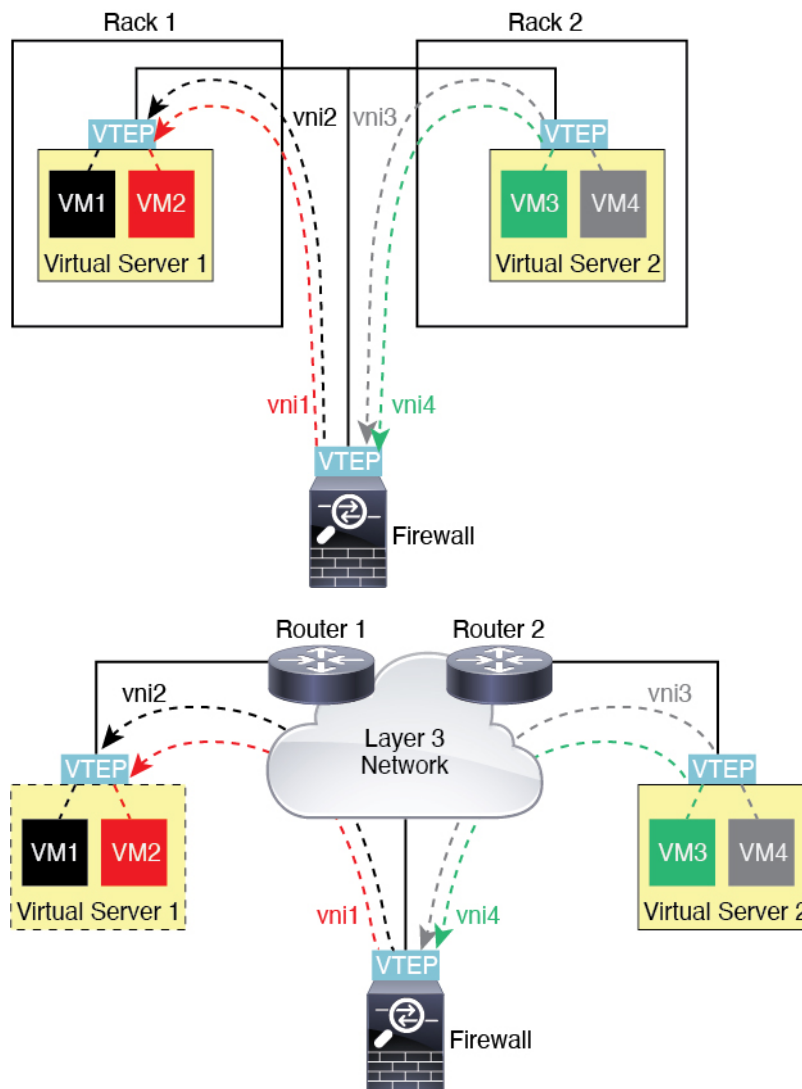 Rack 1
Rack 2
vni2
vni3
VTEP
VTEP
VM1
VM2
VM3
VM4
Virtual Server 1
Virtual Server 2
vni1
vni4
VTEP
Firewall
Router 1
Router 2
vni2
vni3
Layer 3
Network
VTEP
VTEP
VM1
VM2
VM3
VM4
Virtual Server 1
Virtual Server 2
vni1
vni4
VTEP
Firewall